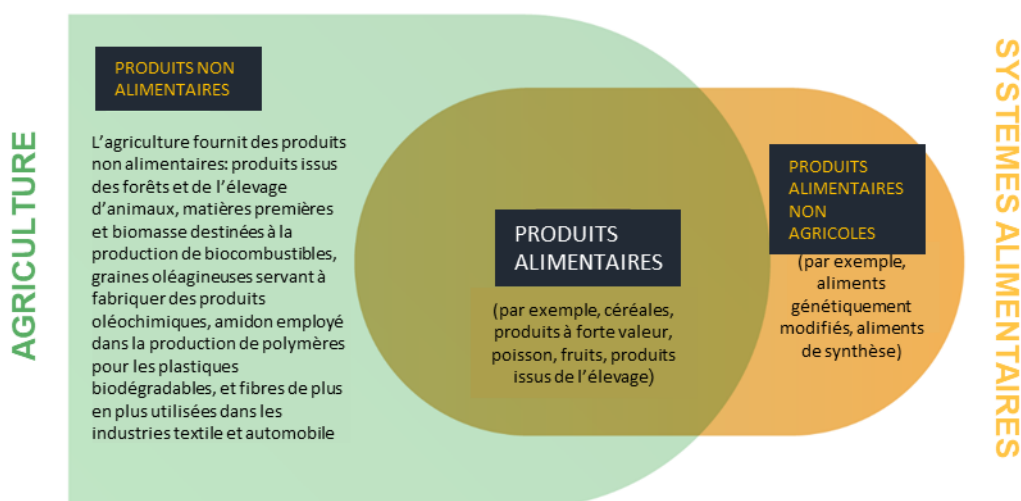 AGRICULTURE
PRODUITS NON
ALIMENTAIRES
L’agriculture fournit des produits
non alimentaires: produits issus
des forêts et de l’élevage
d’animaux, matières premières
et biomasse destinées à la
production de biocombustibles,
graines oléagineuses servant à
fabriquer des produits
oléochimiques, amidon employé
dans la production de polymères
pour les plastiques
biodégradables, et fibres de plus
en plus utilisées dans les
industries textile et automobile
PRODUITS
ALIMENTAIRES
(par exemple, céréales,
produits à forte valeur,
poisson, fruits, produits
issus de l’élevage)
PRODUITS
ALIMENTAIRES
NON
AGRICOLES
(par exemple,
aliments
génétiquement
modifiés, aliments
de synthèse)
SYSTEMES ALIMENTAIRES